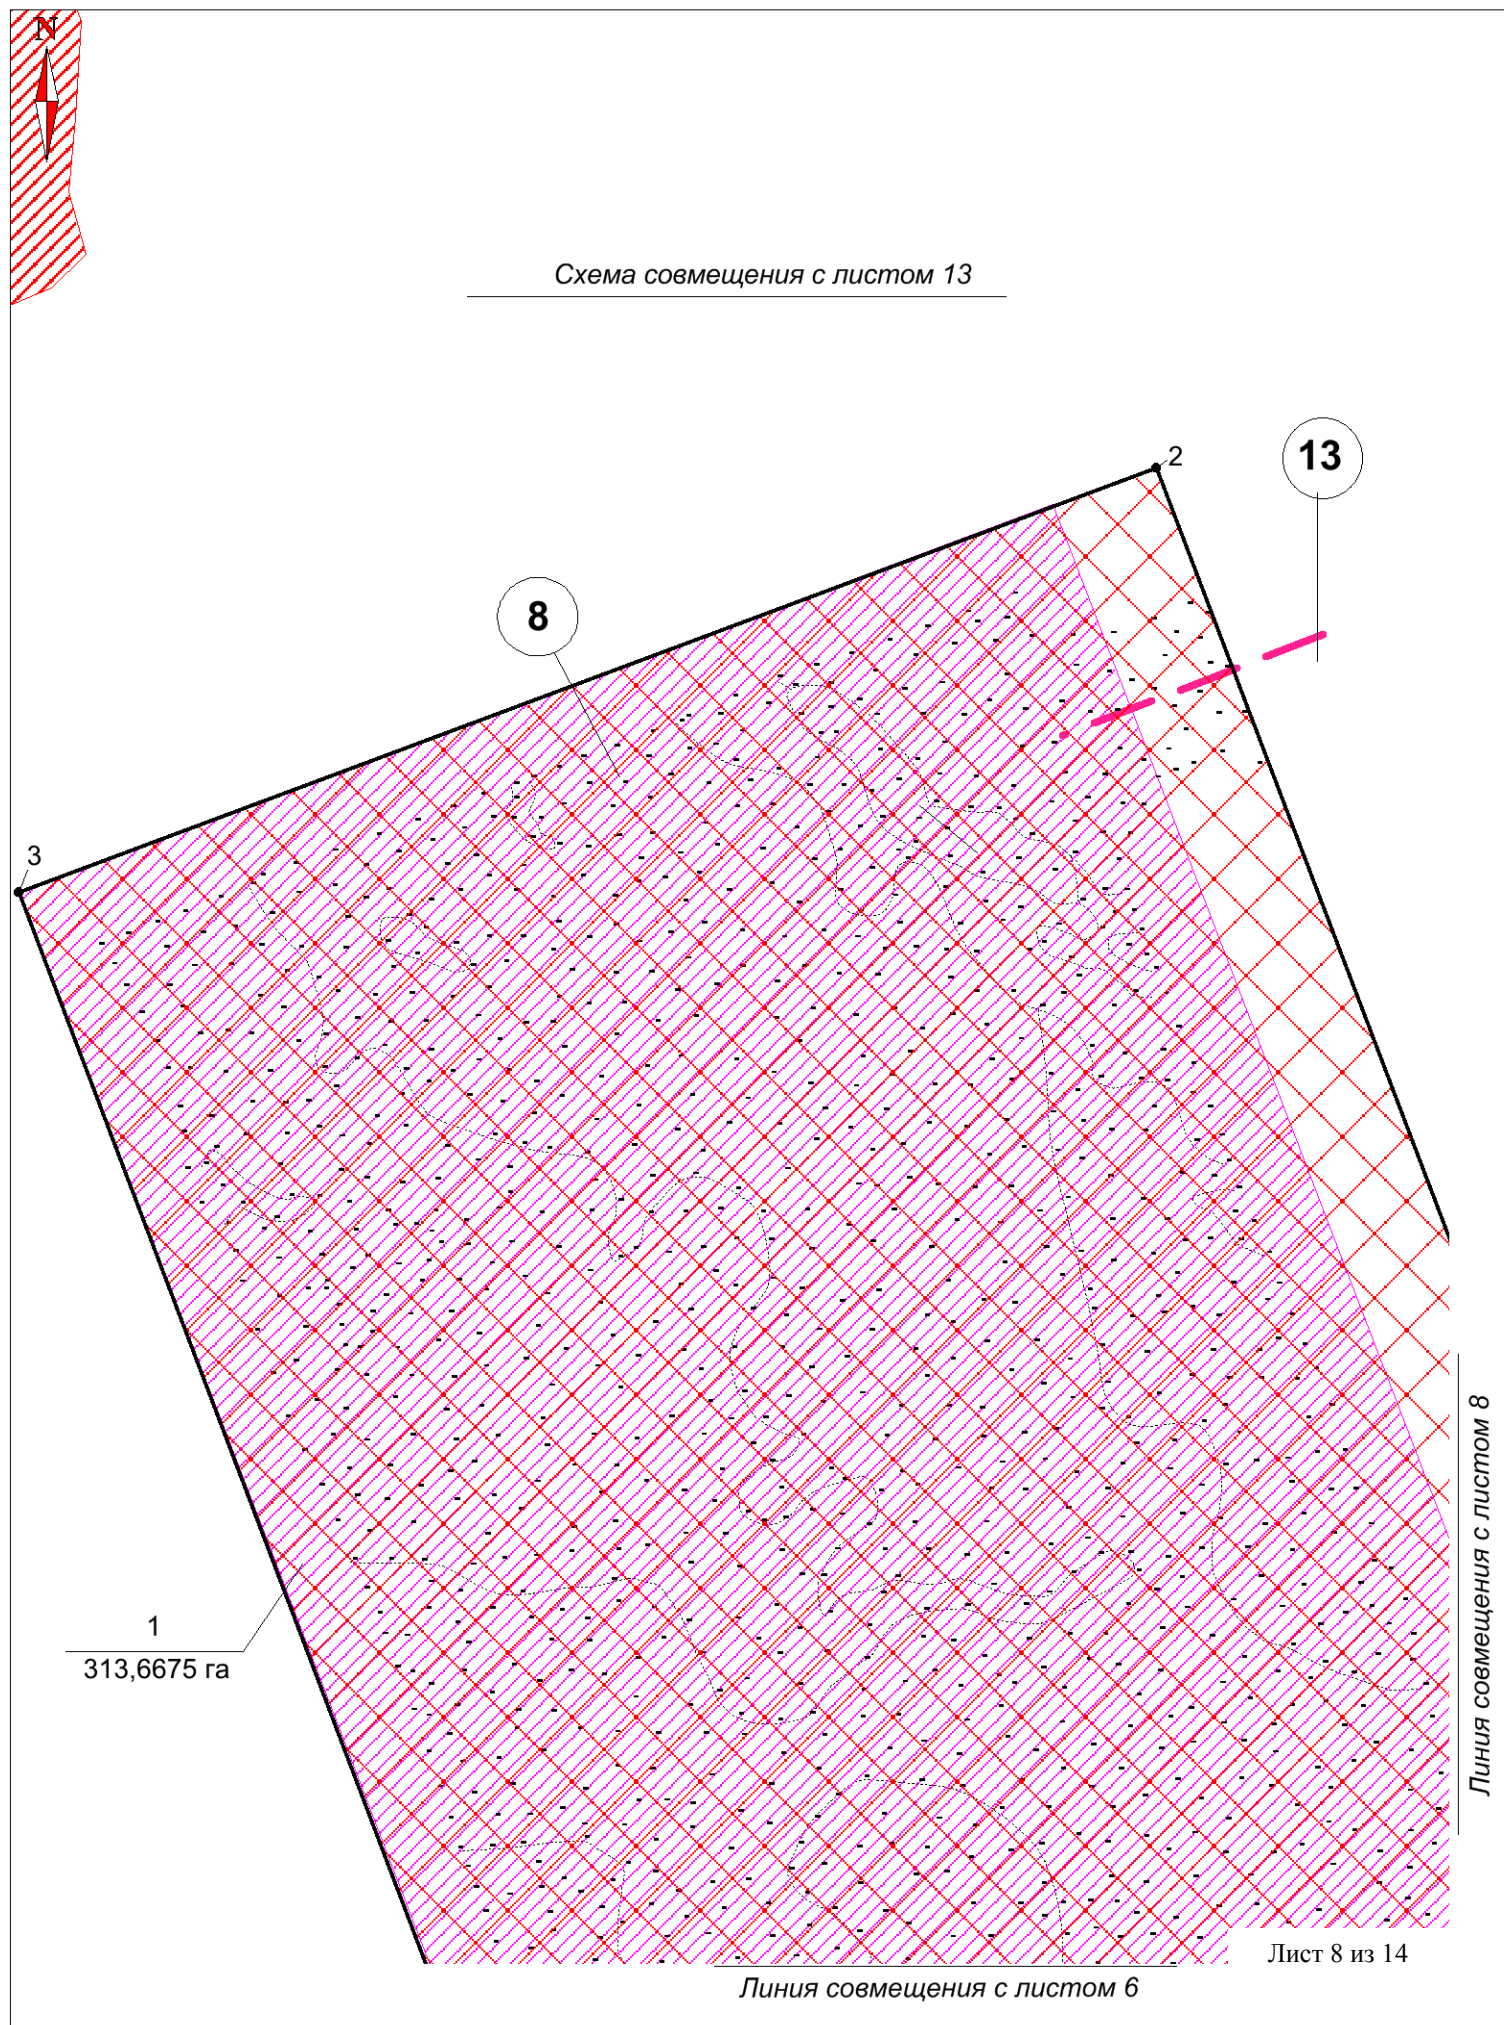 N
Схема совмещения с листом 13
2
13
8
3
1
313,6675 га
Линия совмещения с листом 8
Лист 8 из 14
Линия совмещения с листом 6